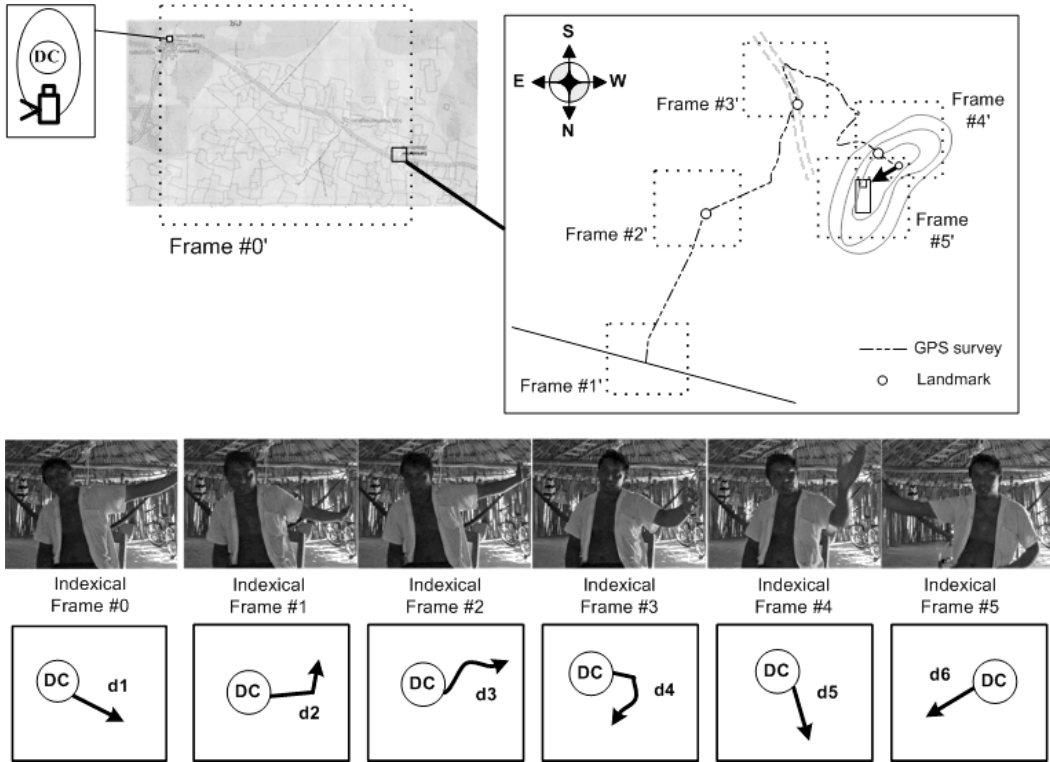 DC
Frame #0'
S
E
W
N
Frame #3'
Frame
#4'
Frame #2'
Frame
#5'
Frame #1'
GPS survey
Landmark
Indexical
Frame #0
Indexical
Frame #1
Indexical
Frame #2
Indexical
Frame #3
Indexical
Frame #4
Indexical
Frame #5
DC
d1
DC
d2
DC
d3
DC
d4
DC
d5
d6
DC